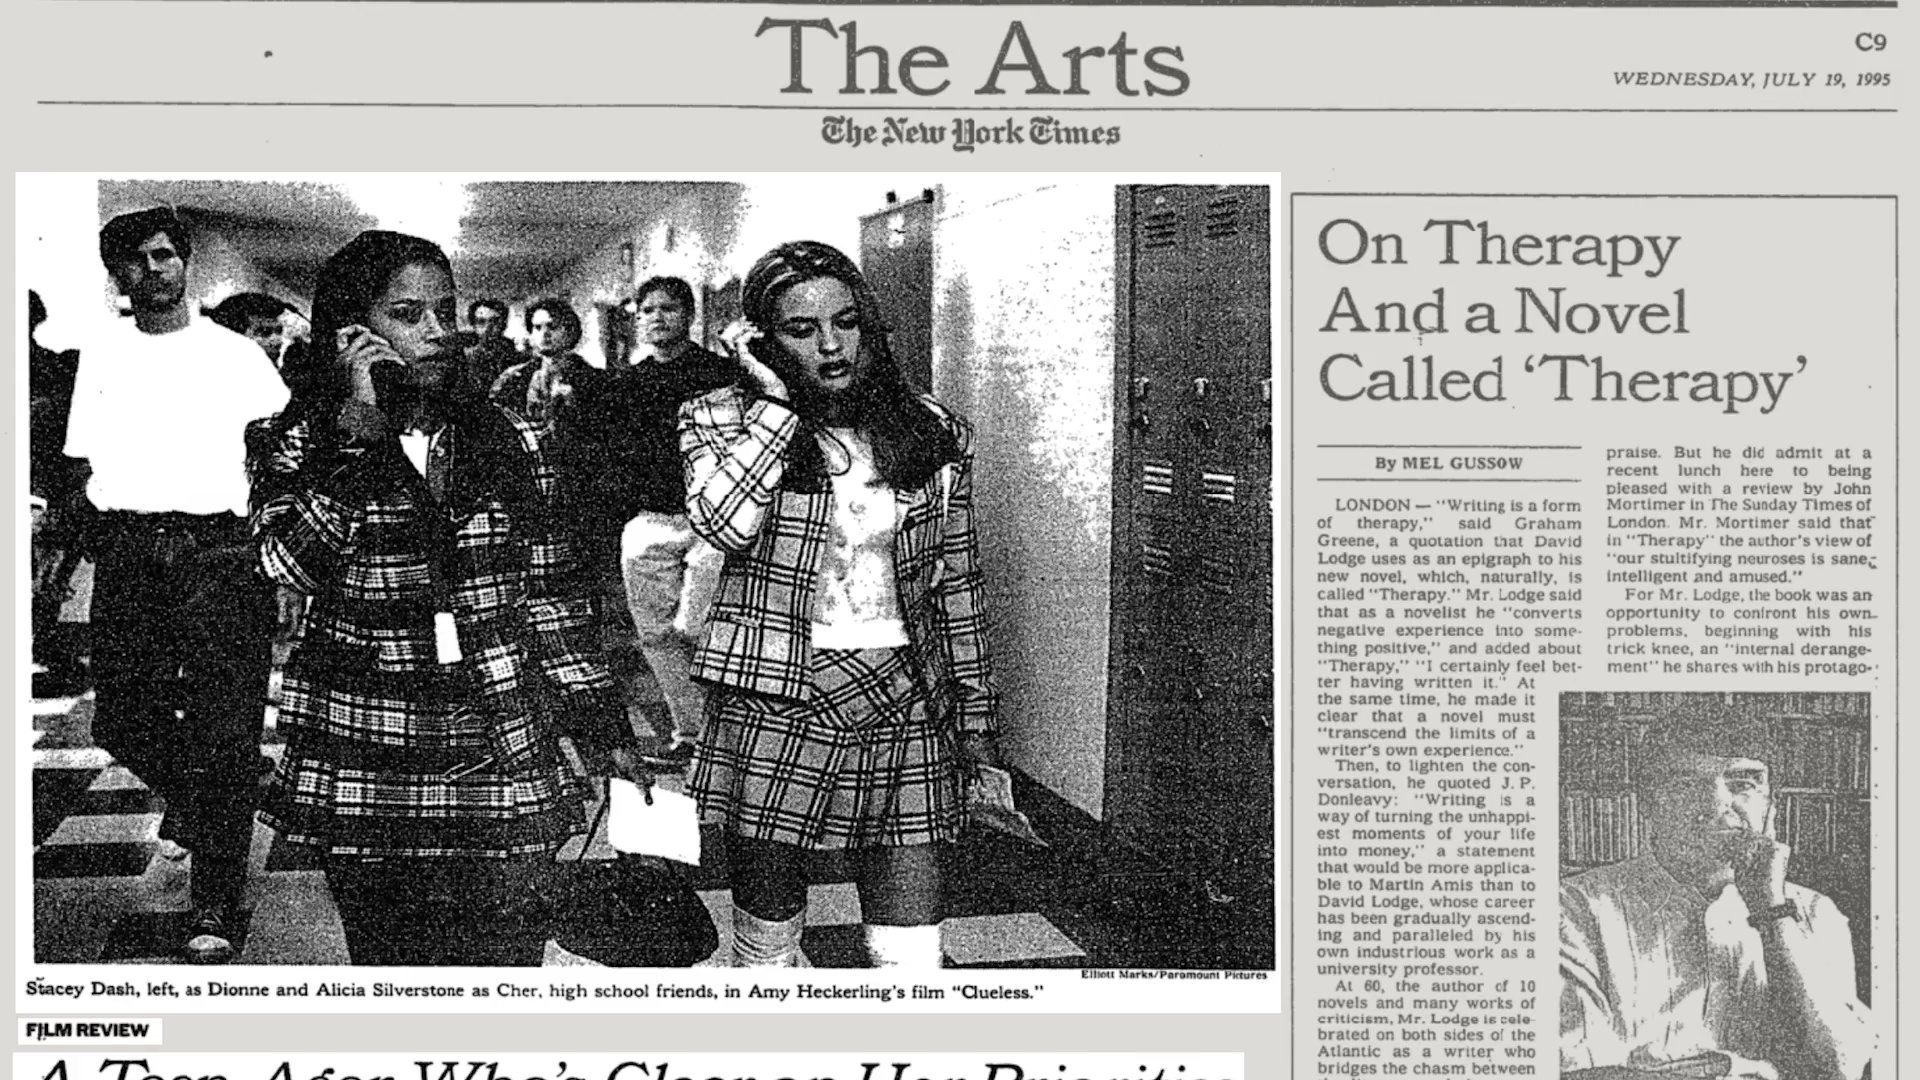 The Arts
C9
WEDNESDAY, JULY 19, 1995
The New York Times
Elliott Marks/Paramount Pictures
Stacey Dash, left, as Dionne and Alicia Silverstone as Cher, high school friends, in Amy Heckerling's film “Clueless.”
FILM REVIEW
A Teen-Ager Who's Clear on Her Priorities
On Therapy
And a Novel
Called ‘Therapy’
By MEL GUSSOW
LONDON — “Writing is a form
of therapy,” said Graham
Greene, a quotation that David
Lodge uses as an epigraph to his
new novel, which, naturally, is
called “Therapy.” Mr. Lodge said
that as a novelist he “converts
negative experience into some-
thing positive,” and added about
“Therapy,” “I certainly feel bet-
ter having written it.” At
the same time, he made it
clear that a novel must
“transcend the limits of a
writer's own experience.”
Then, to lighten the con-
versation, he quoted J. P.
Donleavy: “Writing is a
way of turning the unhappi-
est moments of your life
into money,” a statement
that would be more applica-
ble to Martin Amis than to
David Lodge, whose career
has been gradually ascend-
ing and paralleled by his
own industrious work as a
university professor.
At 60, the author of 10
novels and many works of
criticism, Mr. Lodge is cele-
brated on both sides of the
Atlantic as a writer who
bridges the chasm between
praise. But he did admit at a
recent lunch here to being
pleased with a review by John
Mortimer in The Sunday Times of
London. Mr. Mortimer said that
in “Therapy” the author's view of
“our stultifying neuroses is sane,
intelligent and amused.”
For Mr. Lodge, the book was an
opportunity to confront his own
problems, beginning with his
trick knee, an “internal derange-
ment” he shares with his protago-